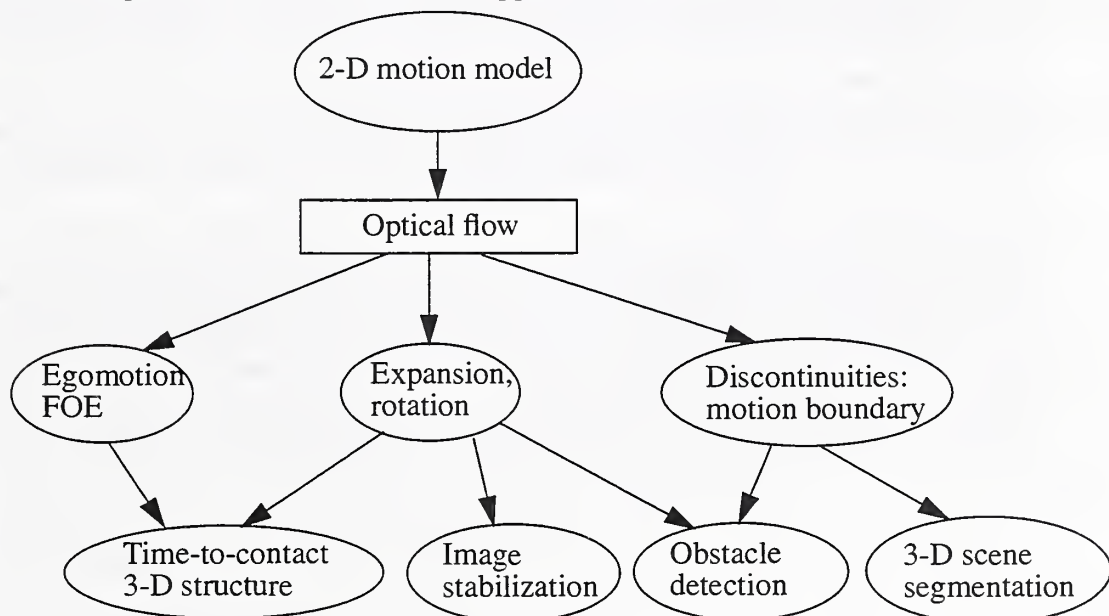 2-D motion model
Optical flow
Egomotion
FOE
Expansion,
rotation
Discontinuities:
motion boundary
Time-to-contact
3-D structure
Image
stabilization
Obstacle
detection
3-D scene
segmentation